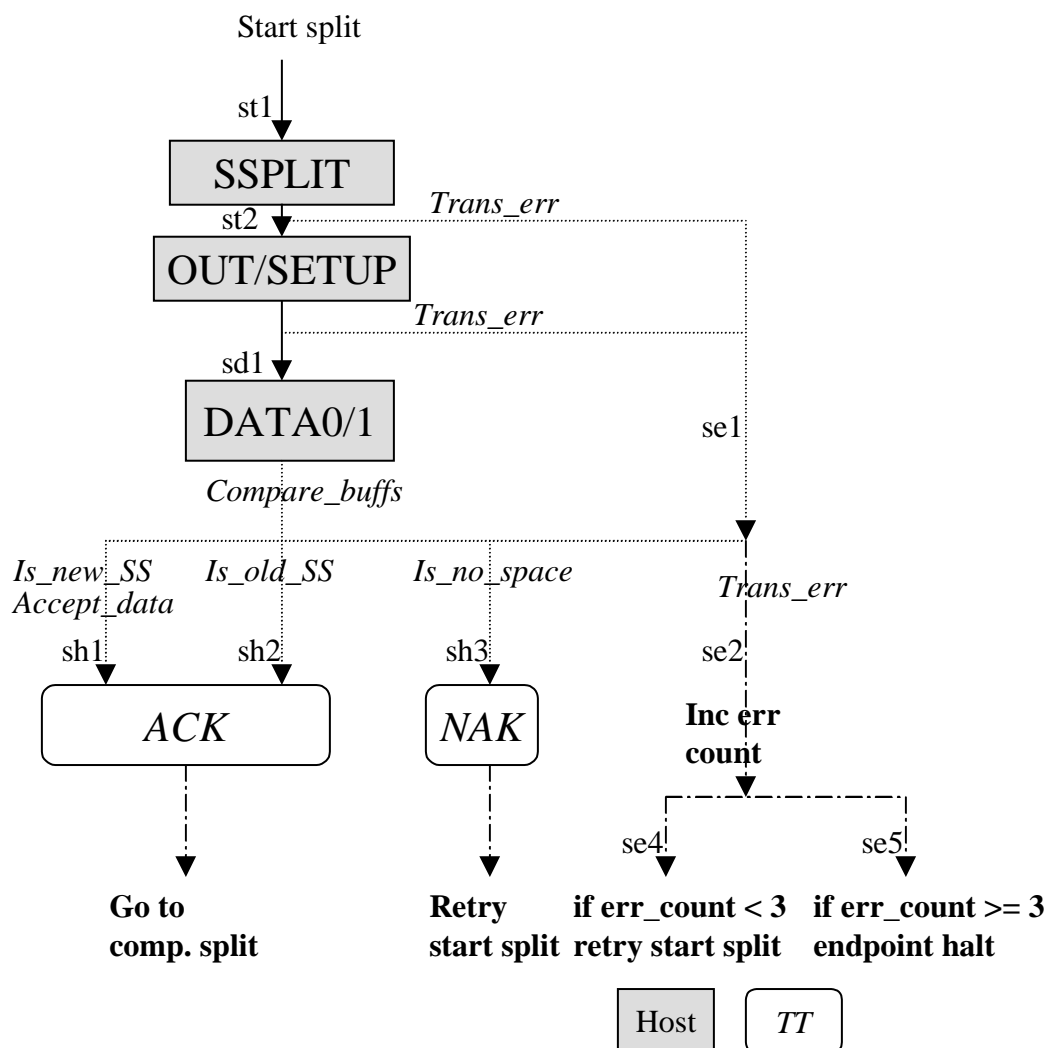 Start split
st1
SSPLIT
Trans_err
st2
OUT/SETUP
Trans_err
sd1
DATA0/1
se1
Compare_buffs
Is_new_SS
Accept_data
Is_old_SS
Is_no_space
Trans_err
sh1
sh2
sh3
se2
ACK
NAK
Inc err
count
se4
se5
Go to
comp. split
Retry
start split
if err_count < 3
retry start split
if err_count >= 3
endpoint halt
Host
TT